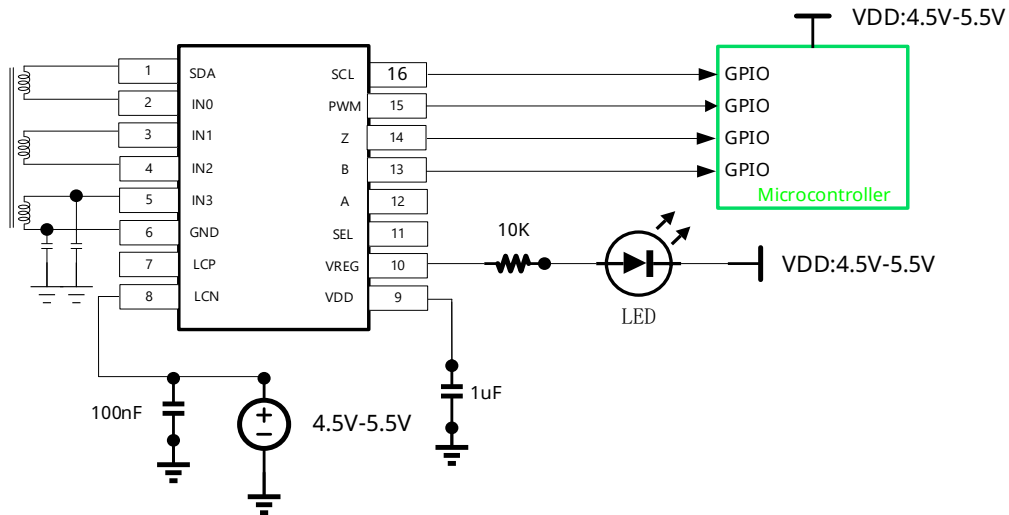 VDD:4.5V-5.5V
1 SDA SCL 16 GPIO
2 IN0 PWM 15 GPIO
3 IN1 Z 14 GPIO
4 IN2 B 13 GPIO
Microcontroller
5 IN3 A 12
6 GND SEL 11
10K
7 LCP VREG 10
VDD:4.5V-5.5V
8 LCN VDD 9
LED
1uF
100nF
4.5V-5.5V